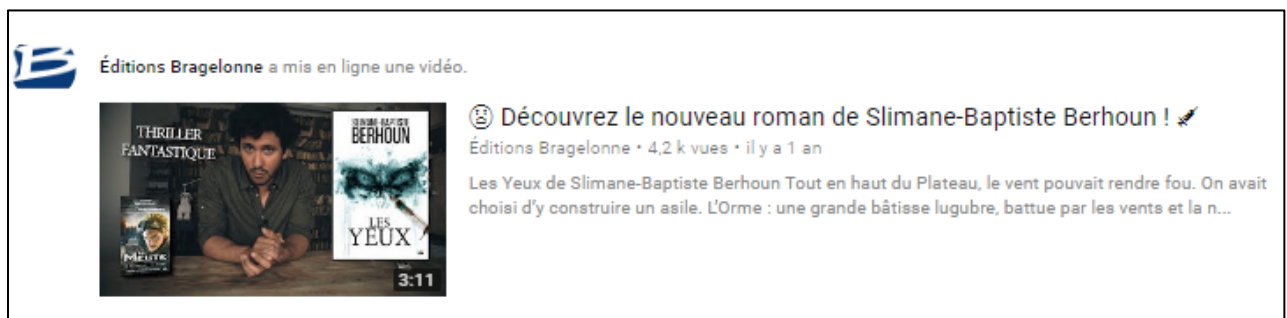 B
Éditions Bragelonne a mis en ligne une vidéo.
THRILLER
FANTASTIQUE
SLIMANE-BAPTISTE
BERHOUN
LES
YEUX
MEUTE
3:11
😨 Découvrez le nouveau roman de Slimane-Baptiste Berhoun ! 💉
Éditions Bragelonne • 4,2 k vues • il y a 1 an
Les Yeux de Slimane-Baptiste Berhoun Tout en haut du Plateau, le vent pouvait rendre fou. On avait
choisi d'y construire un asile. L'Orme : une grande bâtisse lugubre, battue par les vents et la n...